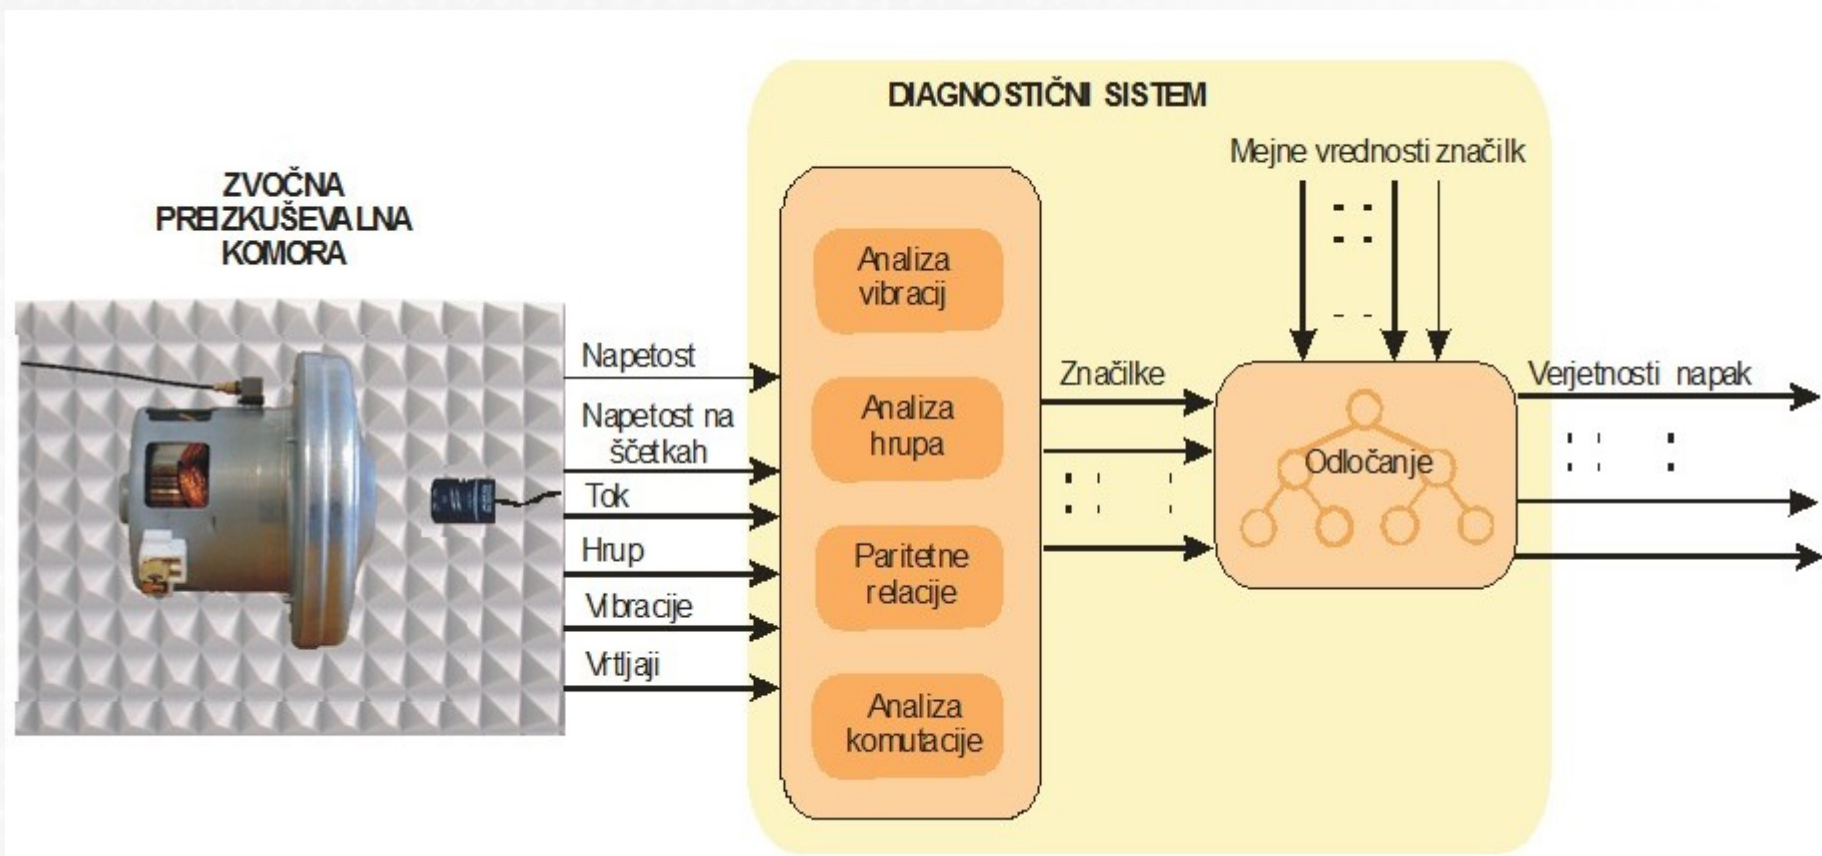 DIAGNOSTIČNI SISTEM
Mejne vrednosti značilk
ZVOČNA
PREIZKUŠEVALNA
KOMORA
Analiza
vibracij
Napetost
Napetost na
ščetkah
Tok
Hrup
Vibracije
Vrtljaji
Analiza
hrupa
Paritetne
relacije
Analiza
komutacije
Značilke
Odločanje
Verjetnosti napak